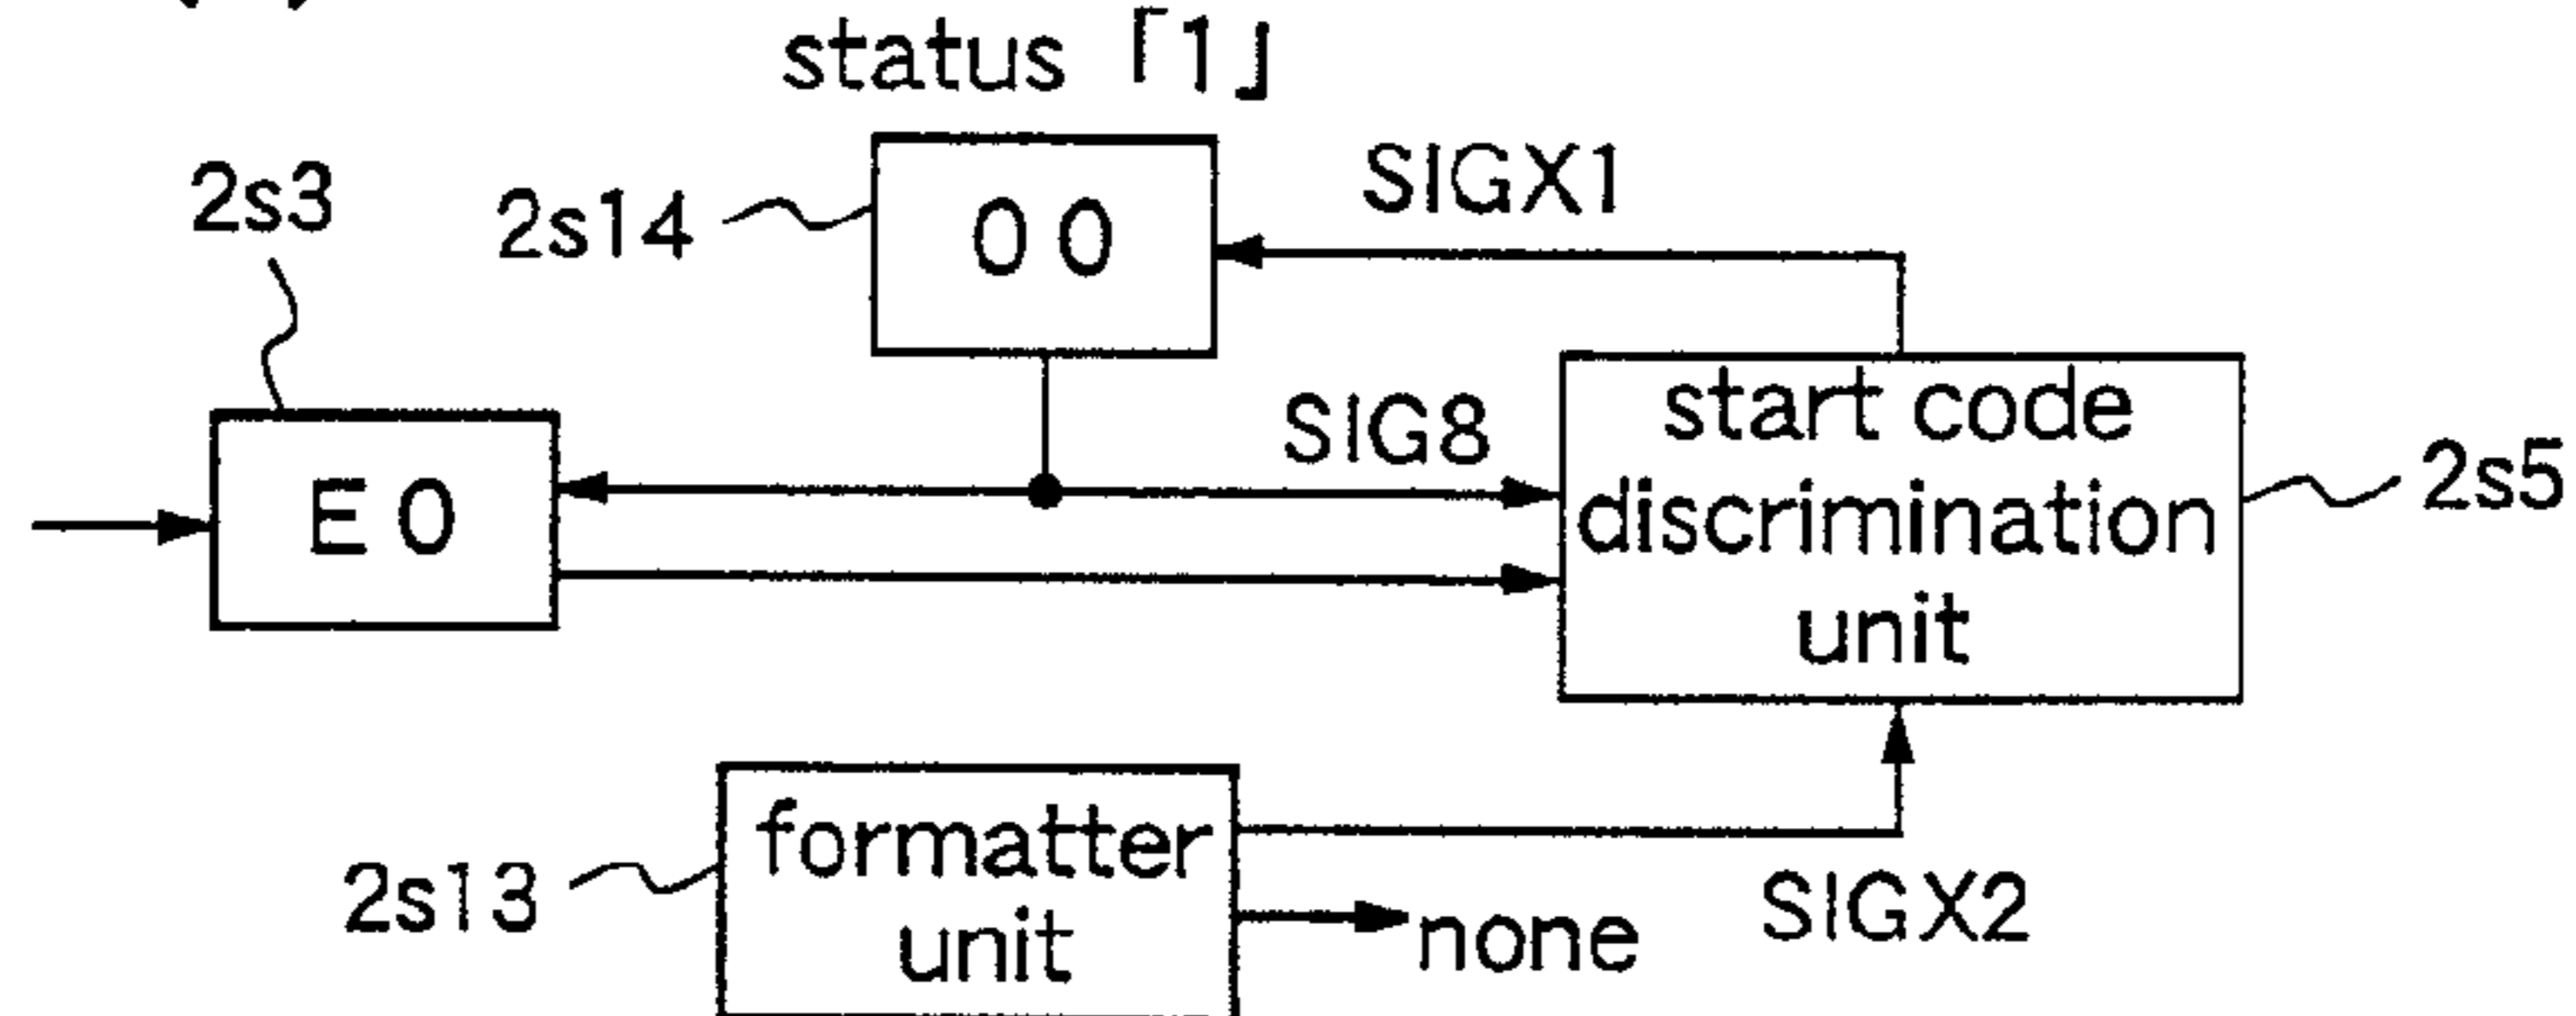 status「1」
2s3
2s14
0 0
SIGX1
E 0
SIG8
start code
discrimination
unit
2s5
2s13
formatter
unit
none
SIGX2